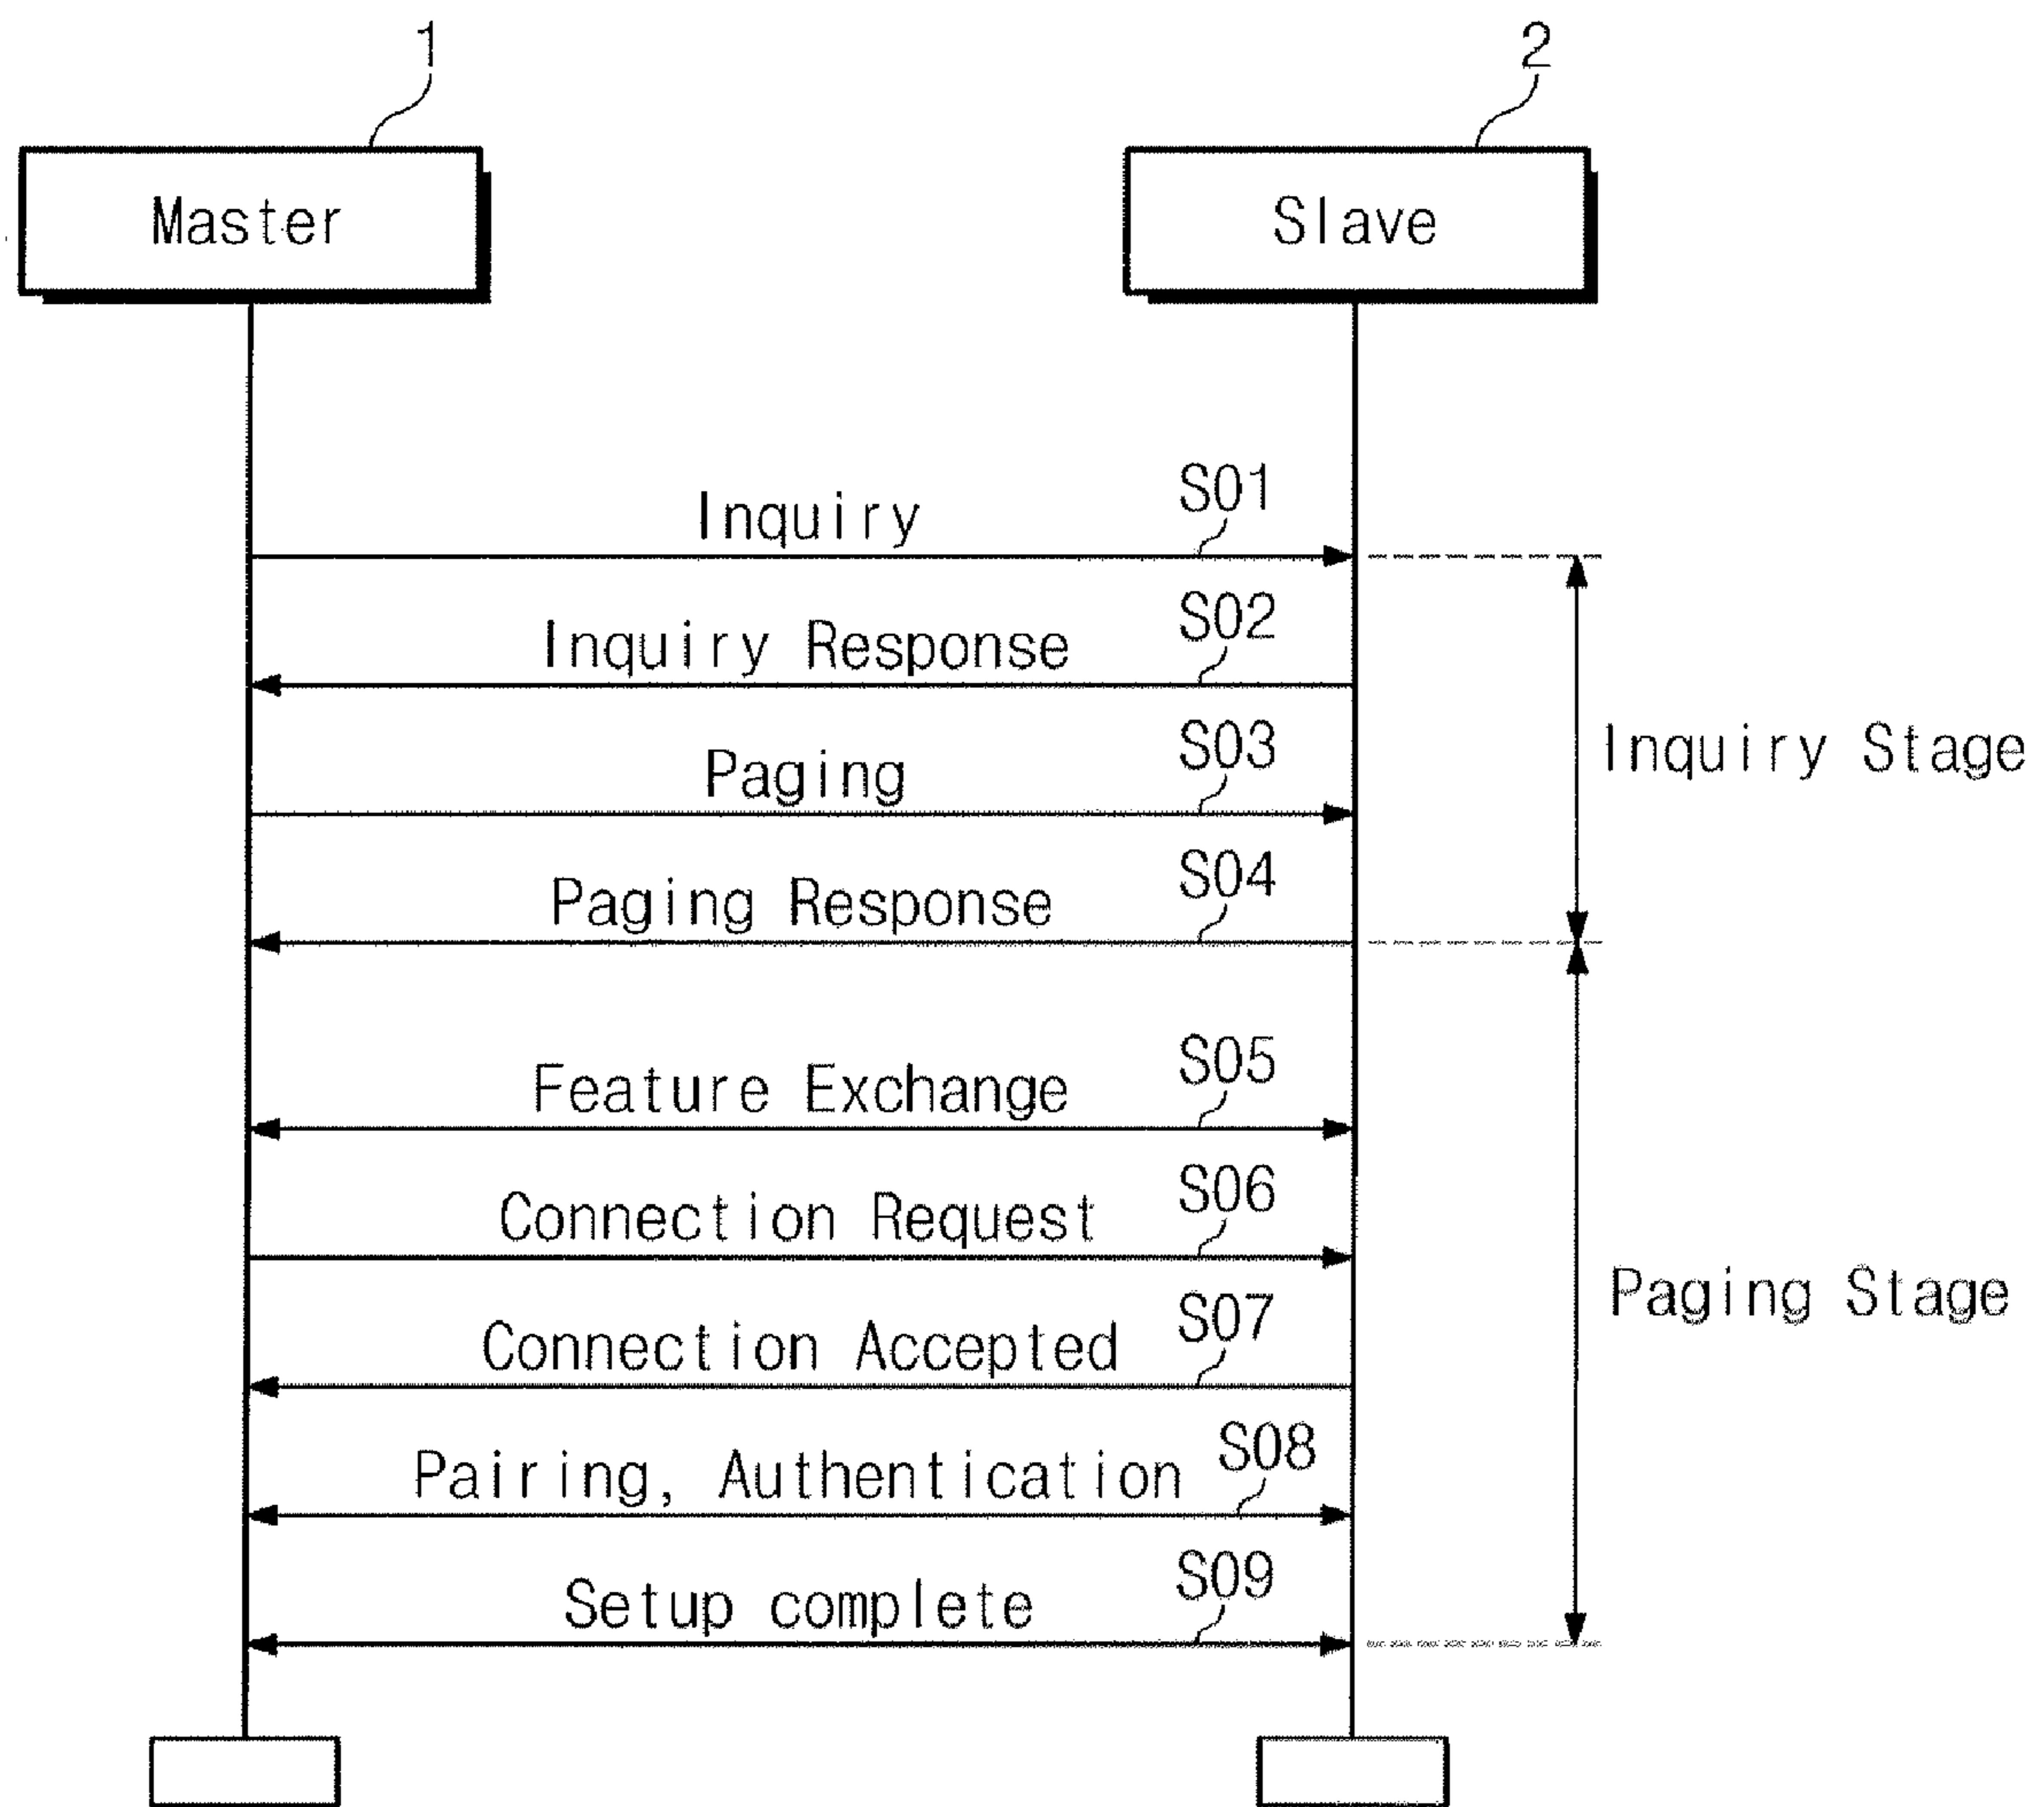 1
2
Master
Slave
S01
Inquiry
S02
Inquiry Response
S03
Paging
Inquiry Stage
S04
Paging Response
S05
Feature Exchange
S06
Connection Request
Paging Stage
S07
Connection Accepted
S08
Pairing, Authentication
S09
Setup complete